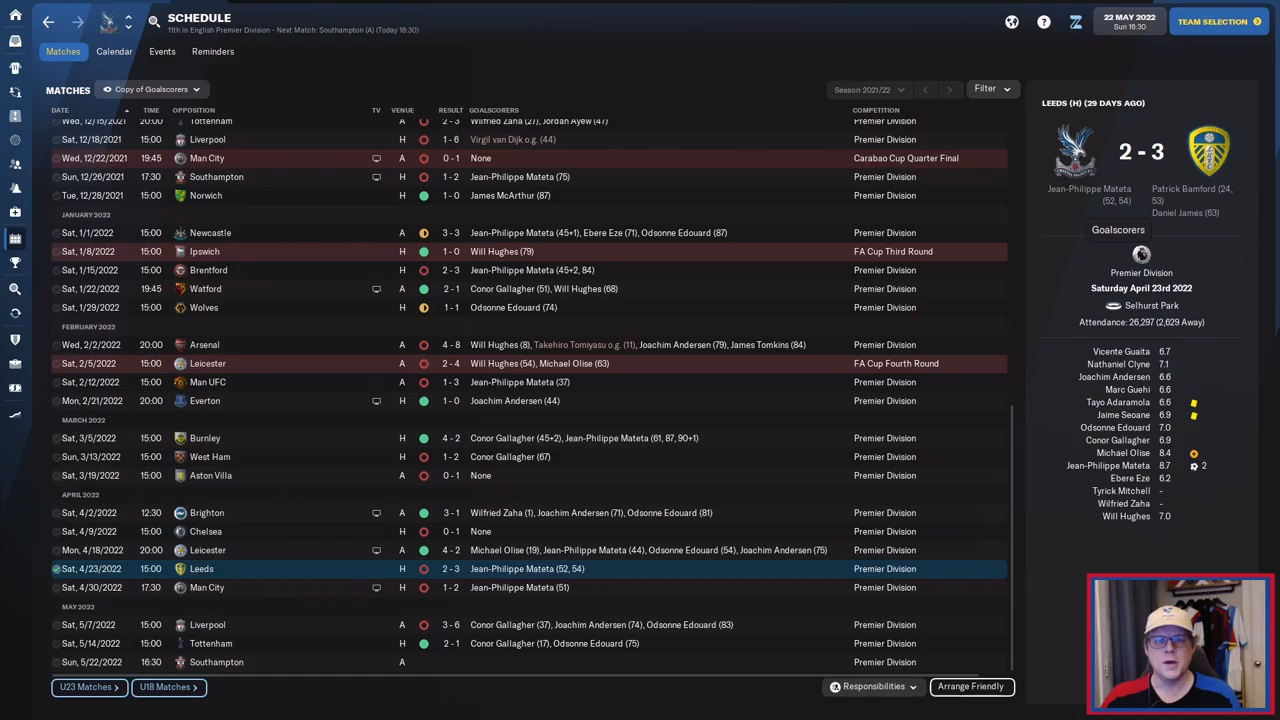 SCHEDULE
11th in English Premier Division - Next Match: Southampton (A) (Today 16:30)
22 MAY 2022
Sun 16:30
TEAM SELECTION
Matches Calendar Events Reminders
MATCHES Copy of Goalscorers Season 2021/22 Filter
DATE TIME OPPOSITION TV VENUE RESULT GOALSCORERS COMPETITION
Wed, 12/15/2021 20:00 Tottenham A 2 - 3 Wilfried Zaha (27), Jordan Ayew (47) Premier Division
Sat, 12/18/2021 15:00 Liverpool H 1 - 6 Virgil van Dijk o.g. (44) Premier Division
Wed, 12/22/2021 19:45 Man City A 0 - 1 None Carabao Cup Quarter Final
Sun, 12/26/2021 17:30 Southampton H 1 - 2 Jean-Philippe Mateta (75) Premier Division
Tue, 12/28/2021 15:00 Norwich H 1 - 0 James McArthur (87) Premier Division
JANUARY 2022
Sat, 1/1/2022 15:00 Newcastle A 3 - 3 Jean-Philippe Mateta (45+1), Ebere Eze (71), Odsonne Edouard (87) Premier Division
Sat, 1/8/2022 15:00 Ipswich H 1 - 0 Will Hughes (79) FA Cup Third Round
Sat, 1/15/2022 15:00 Brentford H 2 - 3 Jean-Philippe Mateta (45+2, 84) Premier Division
Sat, 1/22/2022 19:45 Watford A 2 - 1 Conor Gallagher (51), Will Hughes (68) Premier Division
Sat, 1/29/2022 15:00 Wolves H 1 - 1 Odsonne Edouard (74) Premier Division
FEBRUARY 2022
Wed, 2/2/2022 20:00 Arsenal A 4 - 8 Will Hughes (8), Takehiro Tomiyasu o.g. (11), Joachim Andersen (79), James Tomkins (84) Premier Division
Sat, 2/5/2022 15:00 Leicester A 2 - 4 Will Hughes (54), Michael Olise (63) FA Cup Fourth Round
Sat, 2/12/2022 15:00 Man UFC A 1 - 3 Jean-Philippe Mateta (37) Premier Division
Mon, 2/21/2022 20:00 Everton A 1 - 0 Joachim Andersen (44) Premier Division
MARCH 2022
Sat, 3/5/2022 15:00 Burnley H 4 - 2 Conor Gallagher (45+2), Jean-Philippe Mateta (61, 87, 90+1) Premier Division
Sun, 3/13/2022 15:00 West Ham H 1 - 2 Conor Gallagher (67) Premier Division
Sat, 3/19/2022 15:00 Aston Villa A 0 - 1 None Premier Division
APRIL 2022
Sat, 4/2/2022 12:30 Brighton A 3 - 1 Wilfried Zaha (1), Joachim Andersen (71), Odsonne Edouard (81) Premier Division
Sat, 4/9/2022 15:00 Chelsea H 0 - 1 None Premier Division
Mon, 4/18/2022 20:00 Leicester A 4 - 2 Michael Olise (19), Jean-Philippe Mateta (44), Odsonne Edouard (54), Joachim Andersen (75) Premier Division
Sat, 4/23/2022 15:00 Leeds H 2 - 3 Jean-Philippe Mateta (52, 54) Premier Division
Sat, 4/30/2022 17:30 Man City H 1 - 2 Jean-Philippe Mateta (51) Premier Division
MAY 2022
Sat, 5/7/2022 15:00 Liverpool A 3 - 6 Conor Gallagher (37), Joachim Andersen (74), Odsonne Edouard (83) Premier Division
Sat, 5/14/2022 15:00 Tottenham H 2 - 1 Conor Gallagher (17), Odsonne Edouard (75) Premier Division
Sun, 5/22/2022 16:30 Southampton A Premier Division
U23 Matches U18 Matches Responsibilities Arrange Friendly
LEEDS (H) (29 DAYS AGO)
2 - 3
Jean-Philippe Mateta
(52, 54)
Patrick Bamford (24,
53)
Daniel James (63)
Goalscorers
Premier Division
Saturday April 23rd 2022
Selhurst Park
Attendance: 26,297 (2,629 Away)
Vicente Guaita 6.7
Nathaniel Clyne 7.1
Joachim Andersen 6.6
Marc Guehi 6.6
Tayo Adaramola 6.6
Jaime Seoane 6.9
Odsonne Edouard 7.0
Conor Gallagher 6.9
Michael Olise 8.4
Jean-Philippe Mateta 8.7 2
Ebere Eze 6.2
Tyrick Mitchell -
Wilfried Zaha -
Will Hughes 7.0